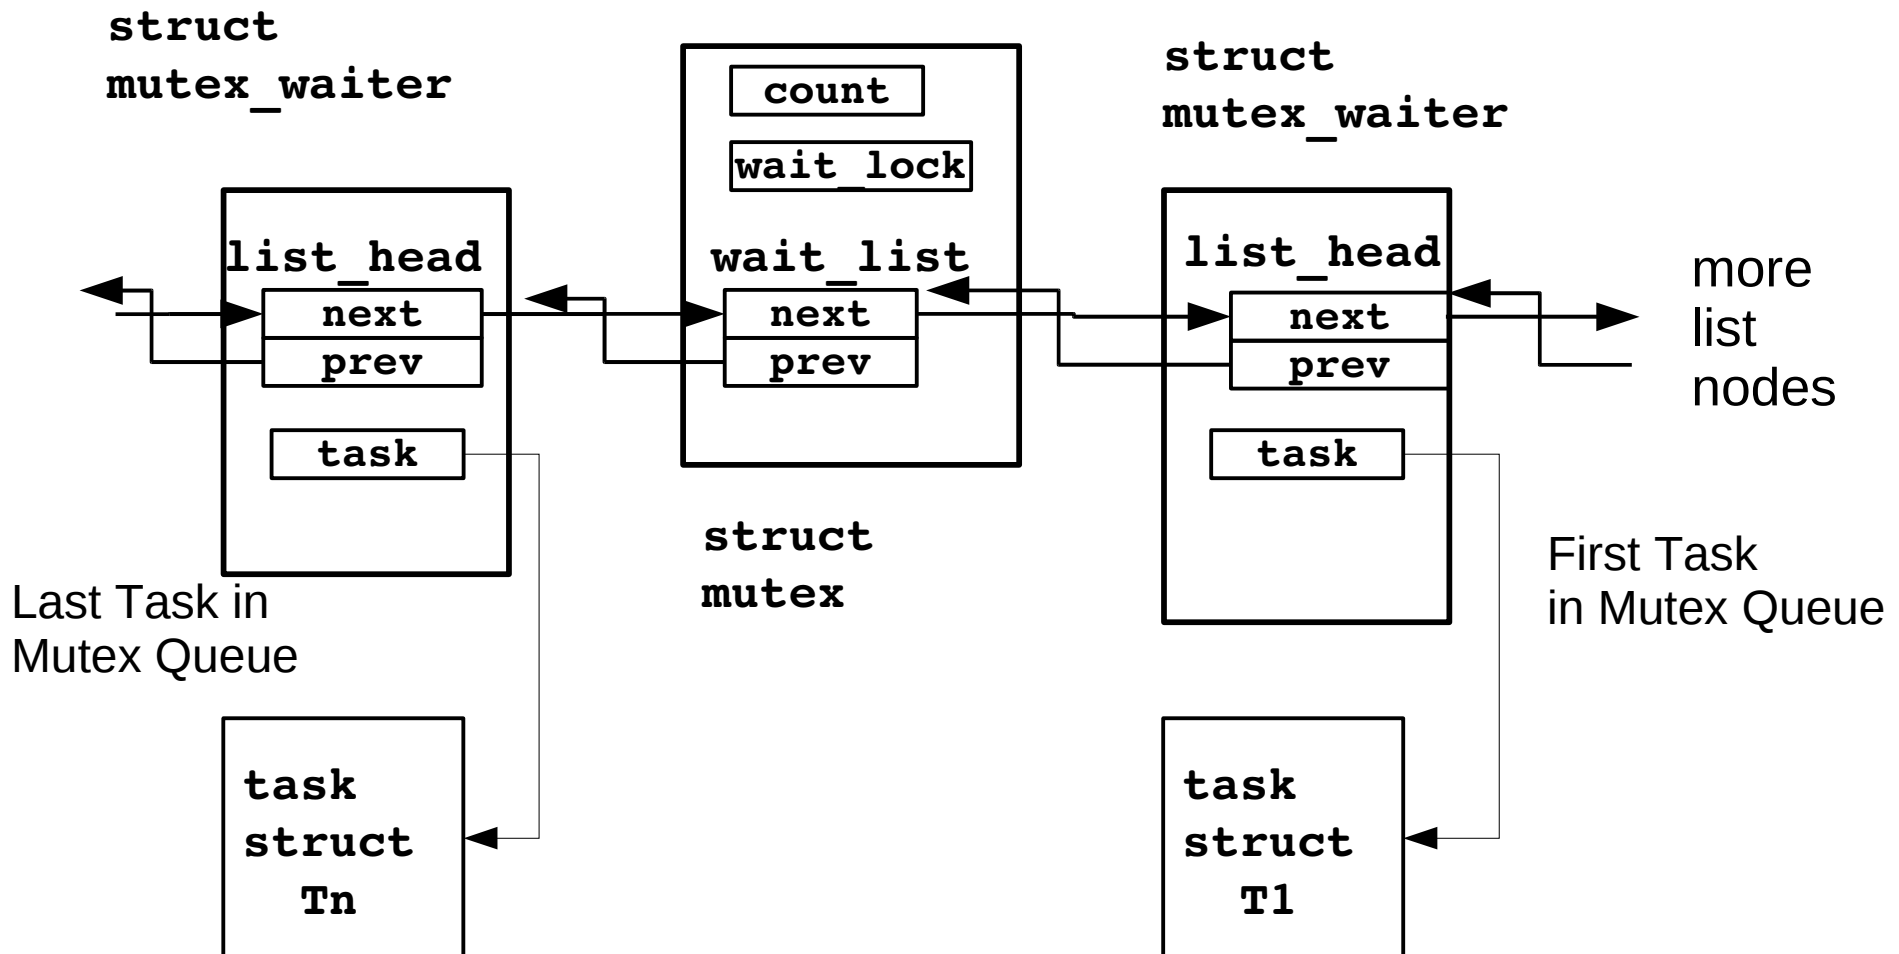 struct
mutex_waiter
list_head
next
prev
task
Last Task in
Mutex Queue
task
struct
Tn
count
wait_lock
wait_list
next
prev
struct
mutex
struct
mutex_waiter
list_head
next
prev
task
more
list
nodes
First Task
in Mutex Queue
task
struct
T1